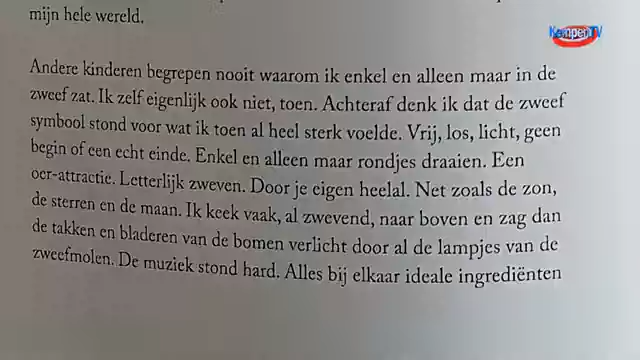 mijn hele wereld.
KempenTV
Andere kinderen begrepen nooit waarom ik enkel en alleen maar in de
zweef zat. Ik zelf eigenlijk ook niet, toen. Achteraf denk ik dat de zweef
symbool stond voor wat ik toen al heel sterk voelde. Vrij, los, licht, geen
begin of een echt einde. Enkel en alleen maar rondjes draaien. Een
oer-attractie. Letterlijk zweven. Door je eigen heelal. Net zoals de zon,
de sterren en de maan. Ik keek vaak, al zwevend, naar boven en zag dan
de takken en bladeren van de bomen verlicht door al de lampjes van de
zweefmolen. De muziek stond hard. Alles bij elkaar ideale ingrediënten